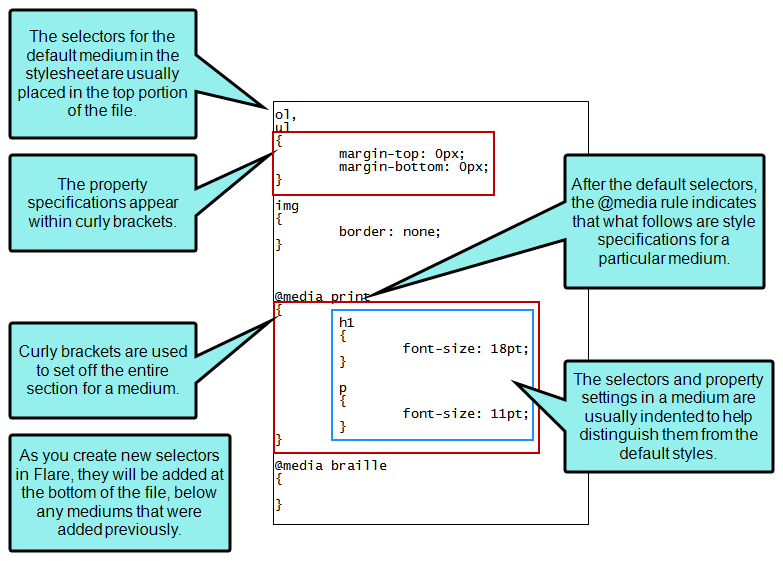 The selectors for the
default medium in the
stylesheet are usually
placed in the top portion
of the file.
The property
specifications appear
within curly brackets.
Curly brackets are used
to set off the entire
section for a medium.
As you create new selectors
in Flare, they will be added at
the bottom of the file, below
any mediums that were
added previously.
ol,
ul
{
margin-top: 0px;
margin-bottom: 0px;
}
img
{
border: none;
}
@media print
{
h1
{
font-size: 18pt;
}
p
{
font-size: 11pt;
}
}
@media braille
{
}
After the default selectors,
the @media rule indicates
that what follows are style
specifications for a
particular medium.
The selectors and property
settings in a medium are
usually indented to help
distinguish them from the
default styles.